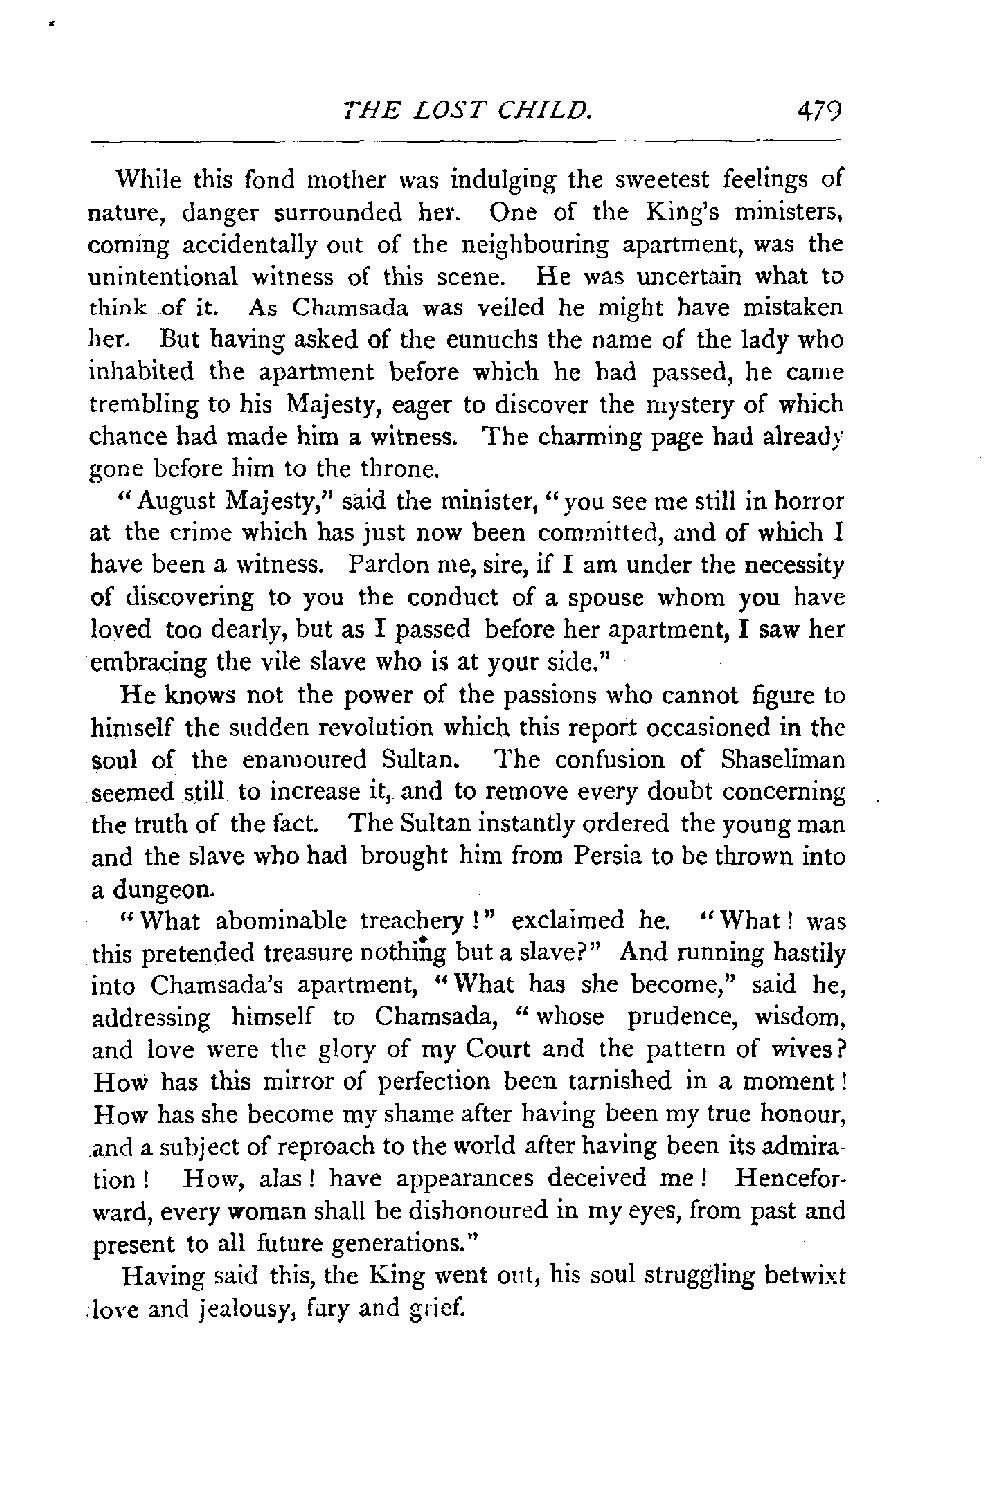 THE LOST CHILD. 479
While this fond mother was indulging the sweetest feelings of
nature, danger surrounded her. One of the King's ministers,
coming accidentally out of the neighbouring apartment, was the
unintentional witness of this scene. He was uncertain what to
think of it. As Chamsada was veiled he might have mistaken
her. But having asked of the eunuchs the name of the lady who
inhabited the apartment before which he had passed, he came
trembling to his Majesty, eager to discover the mystery of which
chance had made him a witness. The charming page had already
gone before him to the throne.
"August Majesty," said the minister, "you see me still in horror
at the crime which has just now been committed, and of which I
have been a witness. Pardon me, sire, if I am under the necessity
of discovering to you the conduct of a spouse whom you have
loved too dearly, but as I passed before her apartment, I saw her
embracing the vile slave who is at your side."
He knows not the power of the passions who cannot figure to
himself the sudden revolution which this report occasioned in the
soul of the enamoured Sultan. The confusion of Shaseliman
seemed still to increase it, and to remove every doubt concerning
the truth of the fact. The Sultan instantly ordered the young man
and the slave who had brought him from Persia to be thrown into
a dungeon.
"What abominable treachery!" exclaimed he. "What! was
this pretended treasure nothing but a slave?" And running hastily
into Chamsada's apartment, "What has she become," said he,
addressing himself to Chamsada, "whose prudence, wisdom,
and love were the glory of my Court and the pattern of wives?
How has this mirror of perfection been tarnished in a moment!
How has she become my shame after having been my true honour,
and a subject of reproach to the world after having been its admira-
tion! How, alas! have appearances deceived me! Hencefor-
ward, every woman shall be dishonoured in my eyes, from past and
present to all future generations."
Having said this, the King went out, his soul struggling betwixt
love and jealousy, fury and grief.